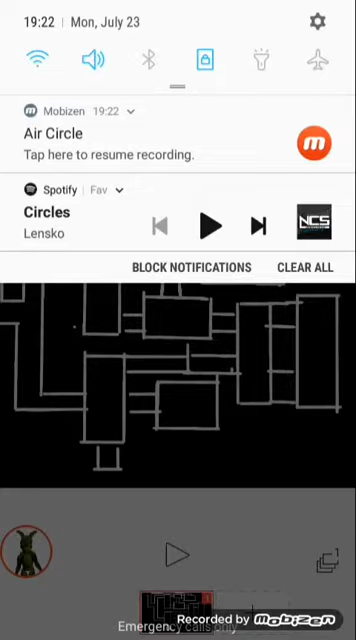 19:22 Mon, July 23
Mobizen 19:22
Air Circle
Tap here to resume recording.
m
Spotify Fav
Circles
Lensko
NCS
BLOCK NOTIFICATIONS CLEAR ALL
Recorded by mobizen
Emergency calls only